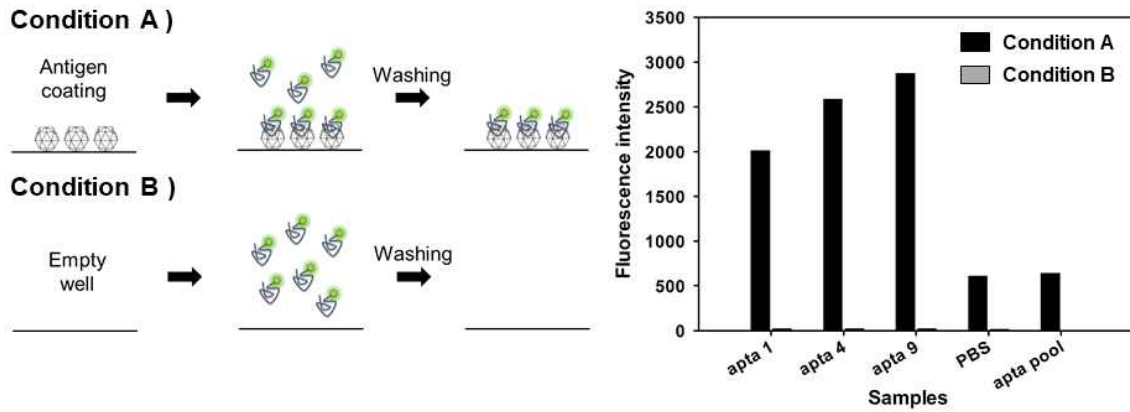 Condition A )
Antigen
coating
Washing
Condition B )
Empty
well
Washing
3500
3000
2500
2000
1500
1000
500
0
Fluorescence intensity
Condition A
Condition B
apta 1
apta 4
apta 9
PBS
apta pool
Samples